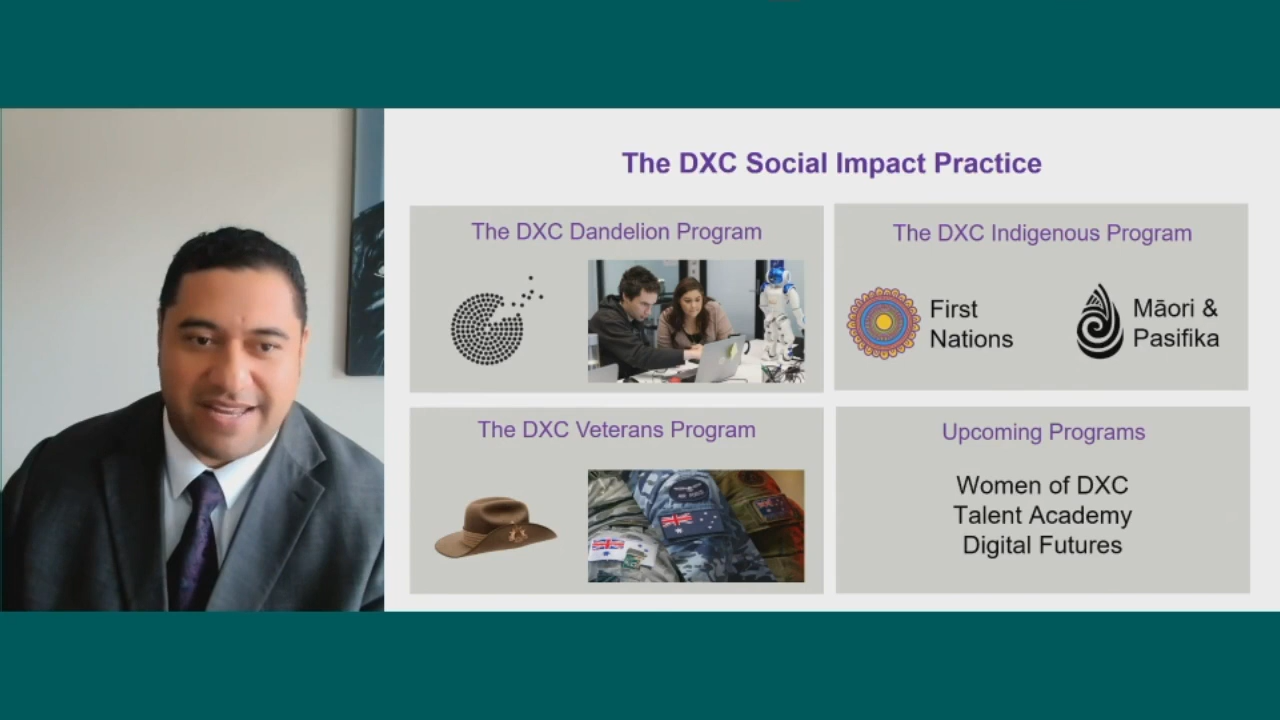 The DXC Social Impact Practice
The DXC Dandelion Program
The DXC Indigenous Program
First
Nations
Māori &
Pasifika
The DXC Veterans Program
Upcoming Programs
Women of DXC
Talent Academy
Digital Futures